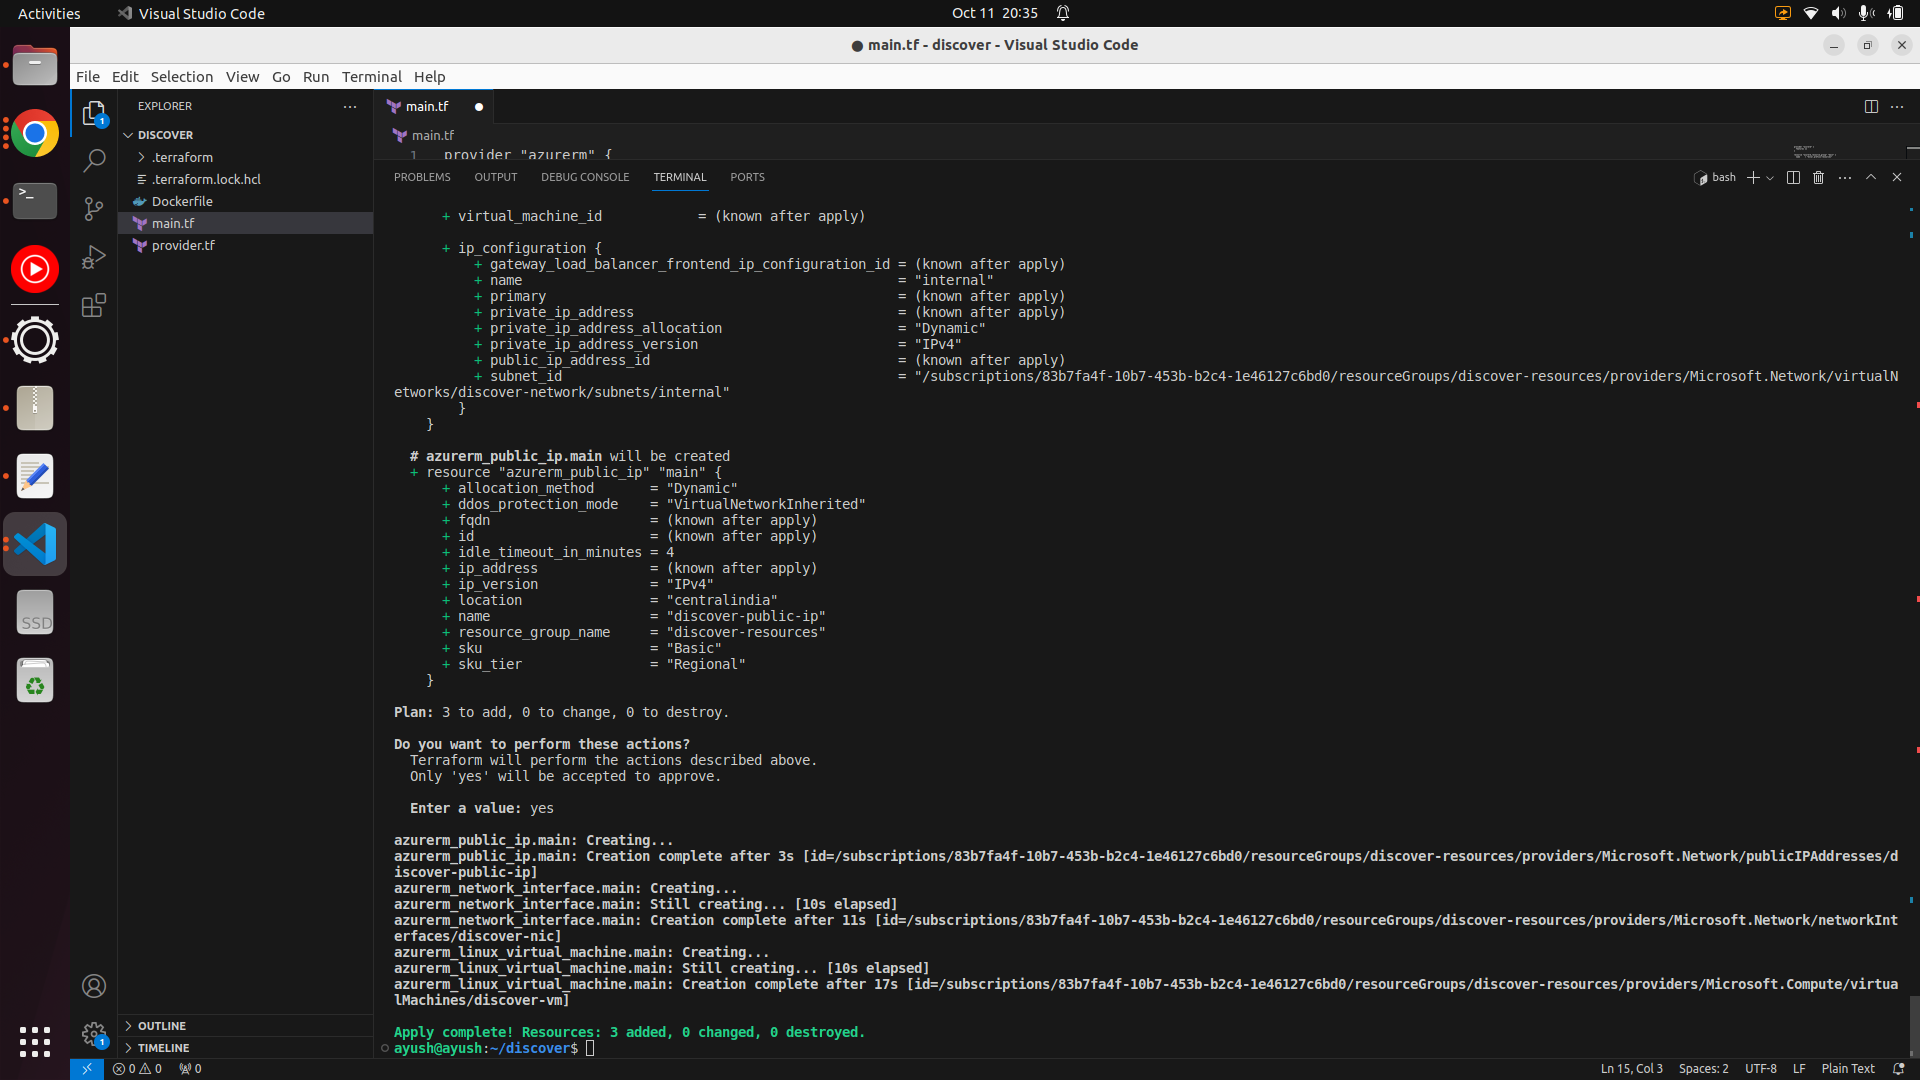 Activities
Visual Studio Code
Oct 11 20:35
main.tf - discover - Visual Studio Code
File Edit Selection View Go Run Terminal Help
EXPLORER
DISCOVER
.terraform
.terraform.lock.hcl
Dockerfile
main.tf
provider.tf
OUTLINE
TIMELINE
1
1
SSD
main.tf
main.tf
1 provider "azurerm" {
PROBLEMS OUTPUT DEBUG CONSOLE TERMINAL PORTS
bash
+ virtual_machine_id = (known after apply)
+ ip_configuration {
+ gateway_load_balancer_frontend_ip_configuration_id = (known after apply)
+ name = "internal"
+ primary = (known after apply)
+ private_ip_address = (known after apply)
+ private_ip_address_allocation = "Dynamic"
+ private_ip_address_version = "IPv4"
+ public_ip_address_id = (known after apply)
+ subnet_id = "/subscriptions/83b7fa4f-10b7-453b-b2c4-1e46127c6bd0/resourceGroups/discover-resources/providers/Microsoft.Network/virtualN
etworks/discover-network/subnets/internal"
}
}
# azurerm_public_ip.main will be created
+ resource "azurerm_public_ip" "main" {
+ allocation_method = "Dynamic"
+ ddos_protection_mode = "VirtualNetworkInherited"
+ fqdn = (known after apply)
+ id = (known after apply)
+ idle_timeout_in_minutes = 4
+ ip_address = (known after apply)
+ ip_version = "IPv4"
+ location = "centralindia"
+ name = "discover-public-ip"
+ resource_group_name = "discover-resources"
+ sku = "Basic"
+ sku_tier = "Regional"
}
Plan: 3 to add, 0 to change, 0 to destroy.
Do you want to perform these actions?
Terraform will perform the actions described above.
Only 'yes' will be accepted to approve.
Enter a value: yes
azurerm_public_ip.main: Creating...
azurerm_public_ip.main: Creation complete after 3s [id=/subscriptions/83b7fa4f-10b7-453b-b2c4-1e46127c6bd0/resourceGroups/discover-resources/providers/Microsoft.Network/publicIPAddresses/d
iscover-public-ip]
azurerm_network_interface.main: Creating...
azurerm_network_interface.main: Still creating... [10s elapsed]
azurerm_network_interface.main: Creation complete after 11s [id=/subscriptions/83b7fa4f-10b7-453b-b2c4-1e46127c6bd0/resourceGroups/discover-resources/providers/Microsoft.Network/networkInt
erfaces/discover-nic]
azurerm_linux_virtual_machine.main: Creating...
azurerm_linux_virtual_machine.main: Still creating... [10s elapsed]
azurerm_linux_virtual_machine.main: Creation complete after 17s [id=/subscriptions/83b7fa4f-10b7-453b-b2c4-1e46127c6bd0/resourceGroups/discover-resources/providers/Microsoft.Compute/virtua
lMachines/discover-vm]
Apply complete! Resources: 3 added, 0 changed, 0 destroyed.
ayush@ayush:~/discover$
0 0 0
Ln 15, Col 3 Spaces: 2 UTF-8 LF Plain Text